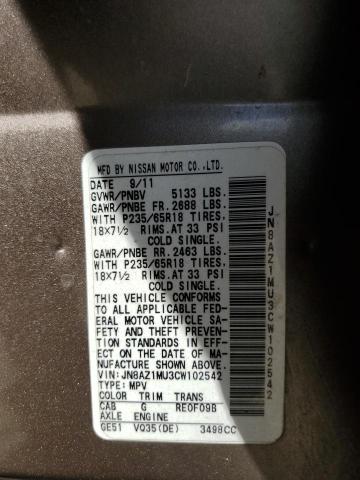 MFD BY NISSAN MOTOR CO.,LTD.
DATE 9/11
GVWR/PNBV 5133 LBS.
GAWR/PNBE FR. 2688 LBS.
WITH P235/65R18 TIRES,
18X7½ RIMS. AT 33 PSI
COLD SINGLE.
GAWR/PNBE RR. 2463 LBS.
WITH P235/65R18 TIRES,
18X7½ RIMS. AT 33 PSI
COLD SINGLE.
THIS VEHICLE CONFORMS
TO ALL APPLICABLE FED-
ERAL MOTOR VEHICLE SA-
FETY AND THEFT PREVENTION
STANDARDS IN EFF-
ECT ON THE DATE OF MA-
NUFACTURE SHOWN ABOVE.
VIN:JN8AZ1MU3CW102542
TYPE: MPV
COLOR TRIM TRANS
CAB G RE0F09B
AXLE ENGINE
GE51 VQ35(DE) 3498CC
JN8AZ1MU3CW102542